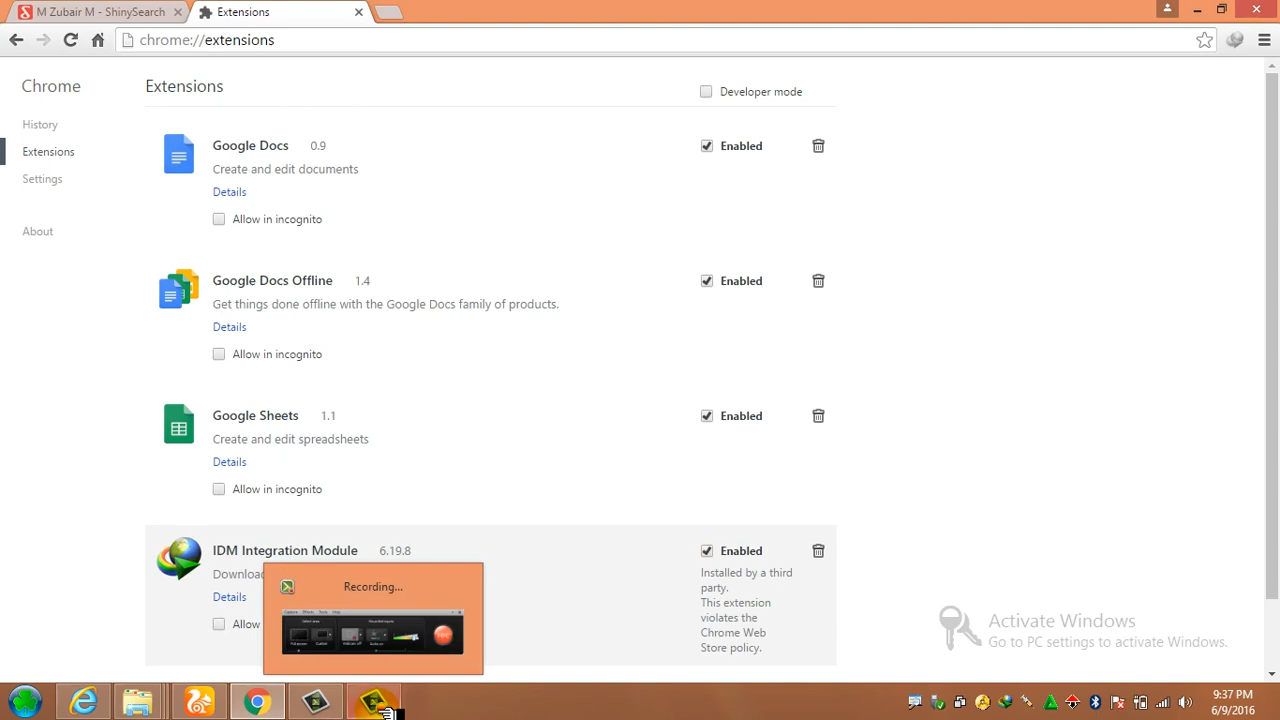 M Zubair M - ShinySearch
Extensions
chrome://extensions
Chrome
Extensions
Developer mode
History
Extensions
Settings
About
Google Docs 0.9
Enabled
Create and edit documents
Details
Allow in incognito
Google Docs Offline 1.4
Enabled
Get things done offline with the Google Docs family of products.
Details
Allow in incognito
Google Sheets 1.1
Enabled
Create and edit spreadsheets
Details
Allow in incognito
IDM Integration Module 6.19.8
Enabled
Details
Allow
Installed by a third
party.
This extension
violates the
Chrome Web
Store policy.
Recording...
Activate Windows
Go to PC settings to activate Windows.
9:37 PM
6/9/2016